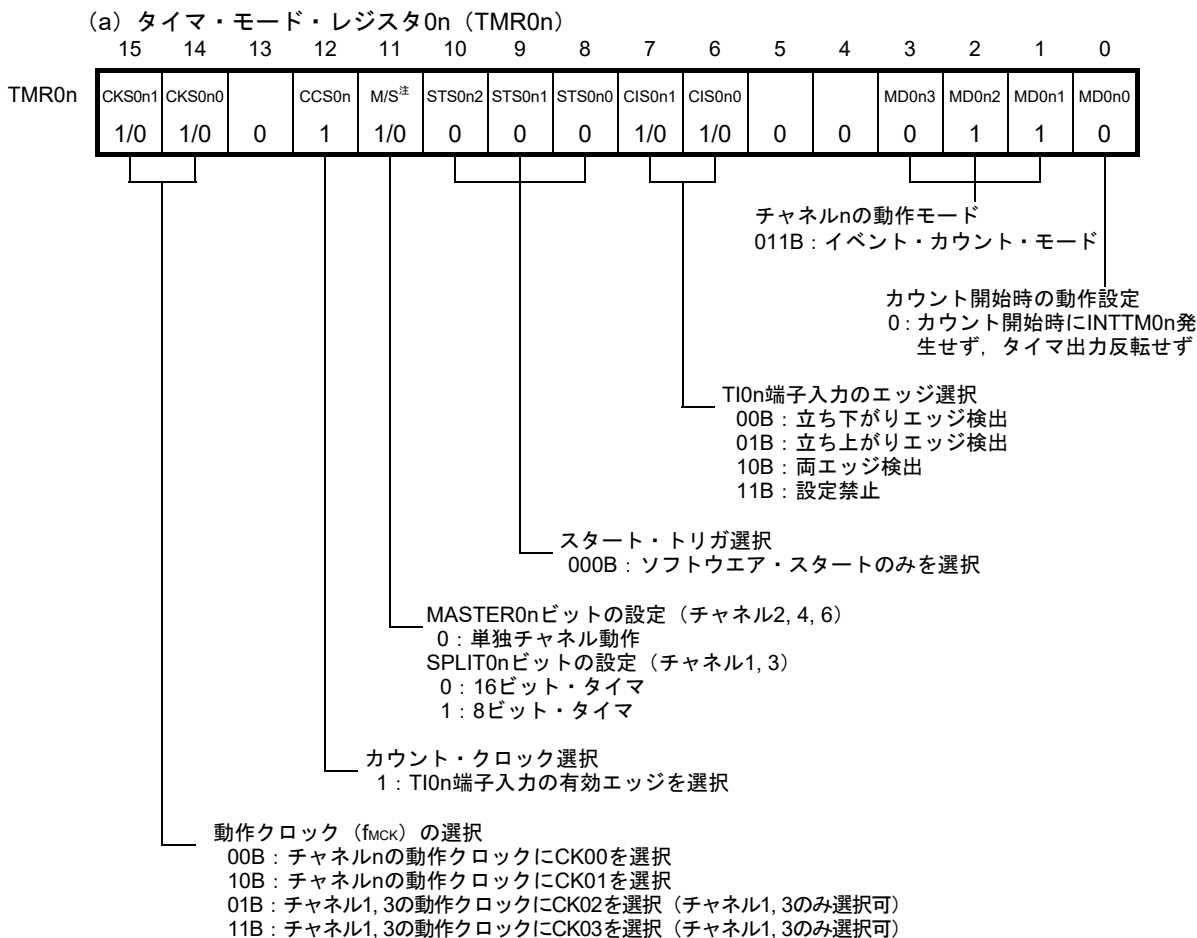 (a) タイマ・モード・レジスタ0n（TMR0n）
15 14 13 12 11 10 9 8 7 6 5 4 3 2 1 0
TMR0n CKS0n1 CKS0n0 CCS0n M/S注 STS0n2 STS0n1 STS0n0 CIS0n1 CIS0n0 MD0n3 MD0n2 MD0n1 MD0n0
1/0 1/0 0 1 1/0 0 0 0 1/0 1/0 0 0 0 1 1 0
チャネルnの動作モード
011B：イベント・カウント・モード
カウント開始時の動作設定
0：カウント開始時にINTTM0n発
生せず，タイマ出力反転せず
TI0n端子入力のエッジ選択
00B：立ち下がりエッジ検出
01B：立ち上がりエッジ検出
10B：両エッジ検出
11B：設定禁止
スタート・トリガ選択
000B：ソフトウエア・スタートのみを選択
MASTER0nビットの設定（チャネル2, 4, 6）
0：単独チャネル動作
SPLIT0nビットの設定（チャネル1, 3）
0：16ビット・タイマ
1：8ビット・タイマ
カウント・クロック選択
1：TI0n端子入力の有効エッジを選択
動作クロック（fMCK）の選択
00B：チャネルnの動作クロックにCK00を選択
10B：チャネルnの動作クロックにCK01を選択
01B：チャネル1, 3の動作クロックにCK02を選択（チャネル1, 3のみ選択可）
11B：チャネル1, 3の動作クロックにCK03を選択（チャネル1, 3のみ選択可）